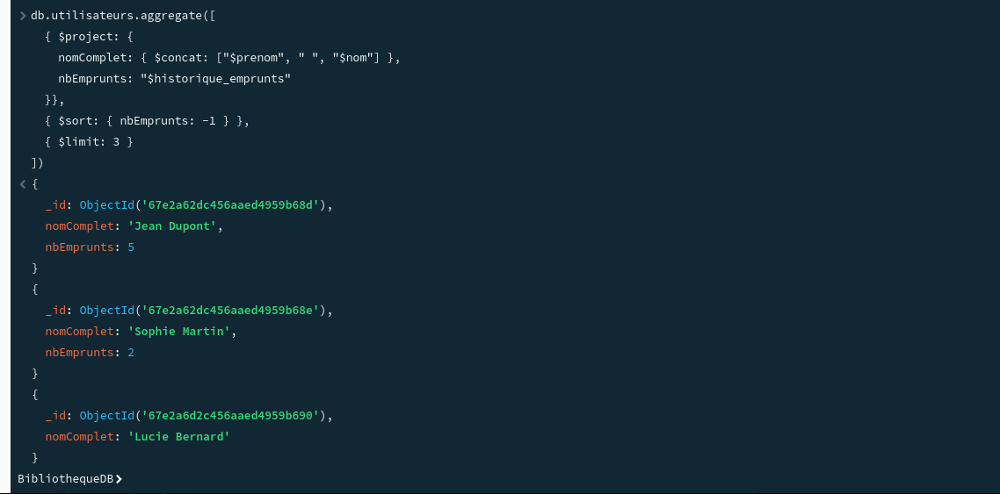 > db.utilisateurs.aggregate([
{ $project: {
nomComplet: { $concat: ["$prenom", " ", "$nom"] },
nbEmprunts: "$historique_emprunts"
}},
{ $sort: { nbEmprunts: -1 } },
{ $limit: 3 }
])
< {
_id: ObjectId('67e2a62dc456aaed4959b68d'),
nomComplet: 'Jean Dupont',
nbEmprunts: 5
}
{
_id: ObjectId('67e2a62dc456aaed4959b68e'),
nomComplet: 'Sophie Martin',
nbEmprunts: 2
}
{
_id: ObjectId('67e2a6d2c456aaed4959b690'),
nomComplet: 'Lucie Bernard'
}
BibliothequeDB>